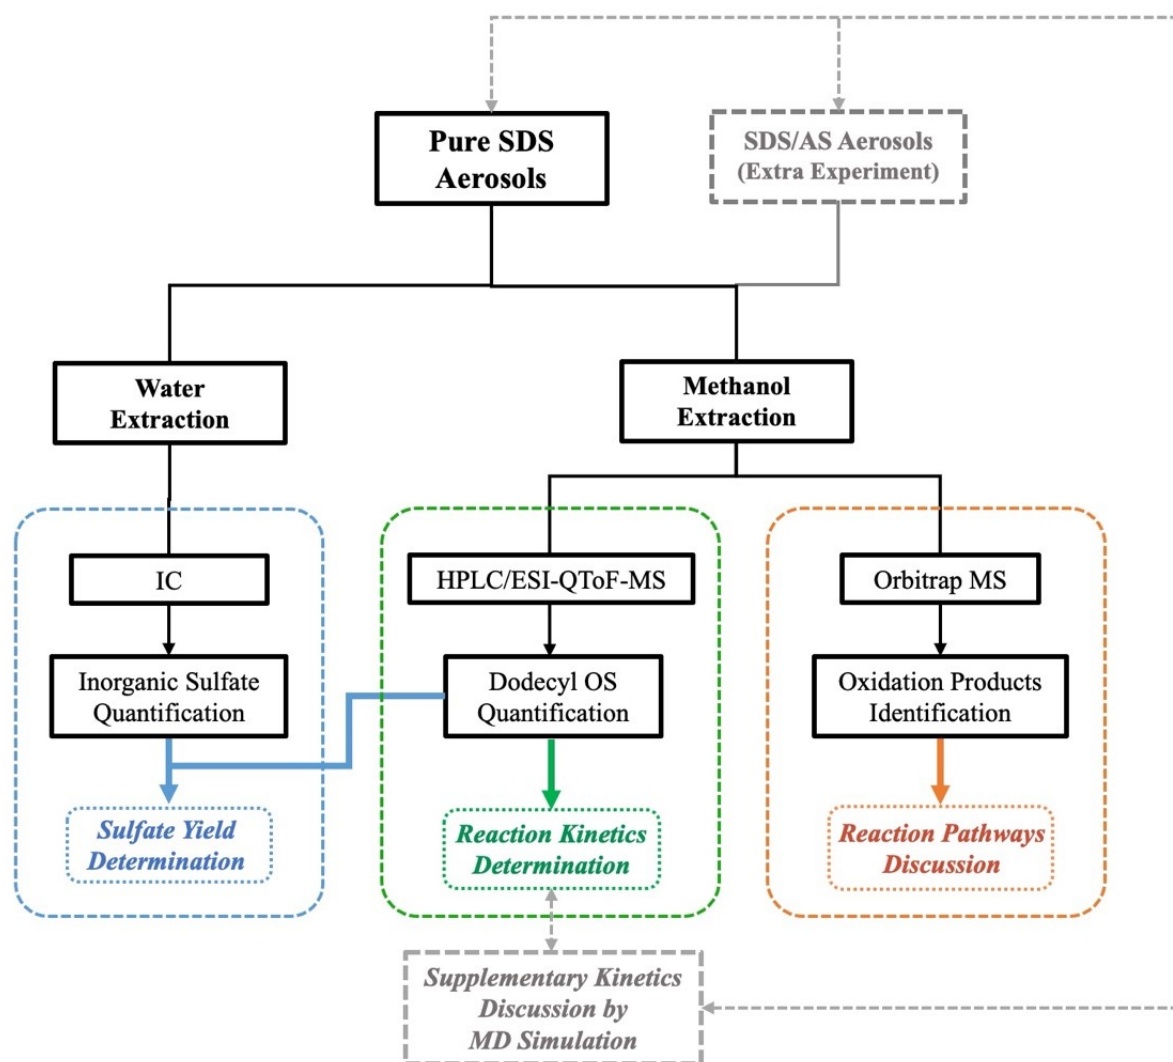 Pure SDS
Aerosols
SDS/AS Aerosols
(Extra Experiment)
Water
Extraction
Methanol
Extraction
IC
HPLC/ESI-QToF-MS
Orbitrap MS
Inorganic Sulfate
Quantification
Dodecyl OS
Quantification
Oxidation Products
Identification
Sulfate Yield
Determination
Reaction Kinetics
Determination
Reaction Pathways
Discussion
Supplementary Kinetics
Discussion by
MD Simulation